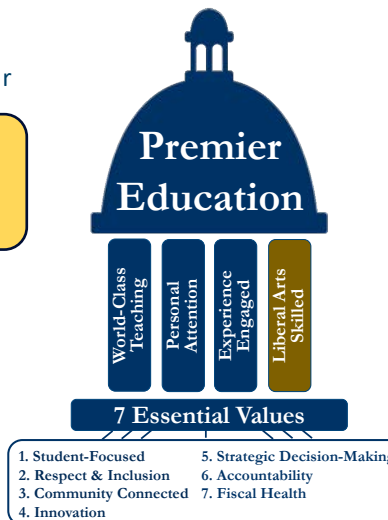 r
Premier
Education
World-Class
Teaching
Personal
Attention
Experience
Engaged
Liberal Arts
Skilled
7 Essential Values
1. Student-Focused
2. Respect & Inclusion
3. Community Connected
4. Innovation
5. Strategic Decision-Making
6. Accountability
7. Fiscal Health